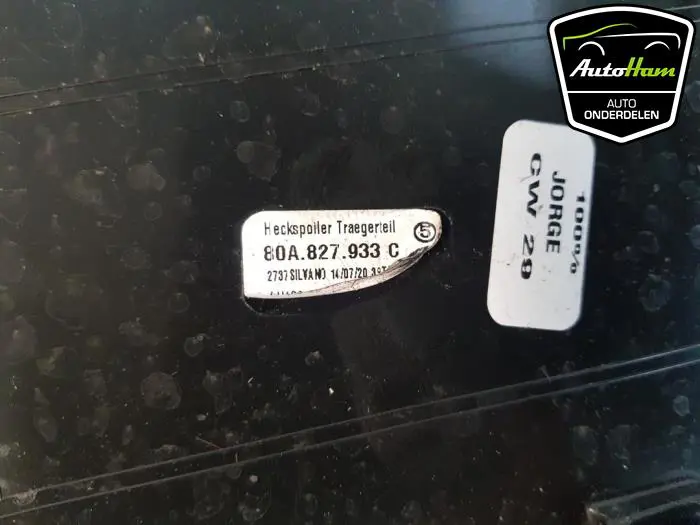 AutoHam
AUTO
ONDERDELEN
100%
JORGE
CW 29
Heckspoiler Traegerteil
80A.827.933 C
5
2737 SILVANO 14/07/20